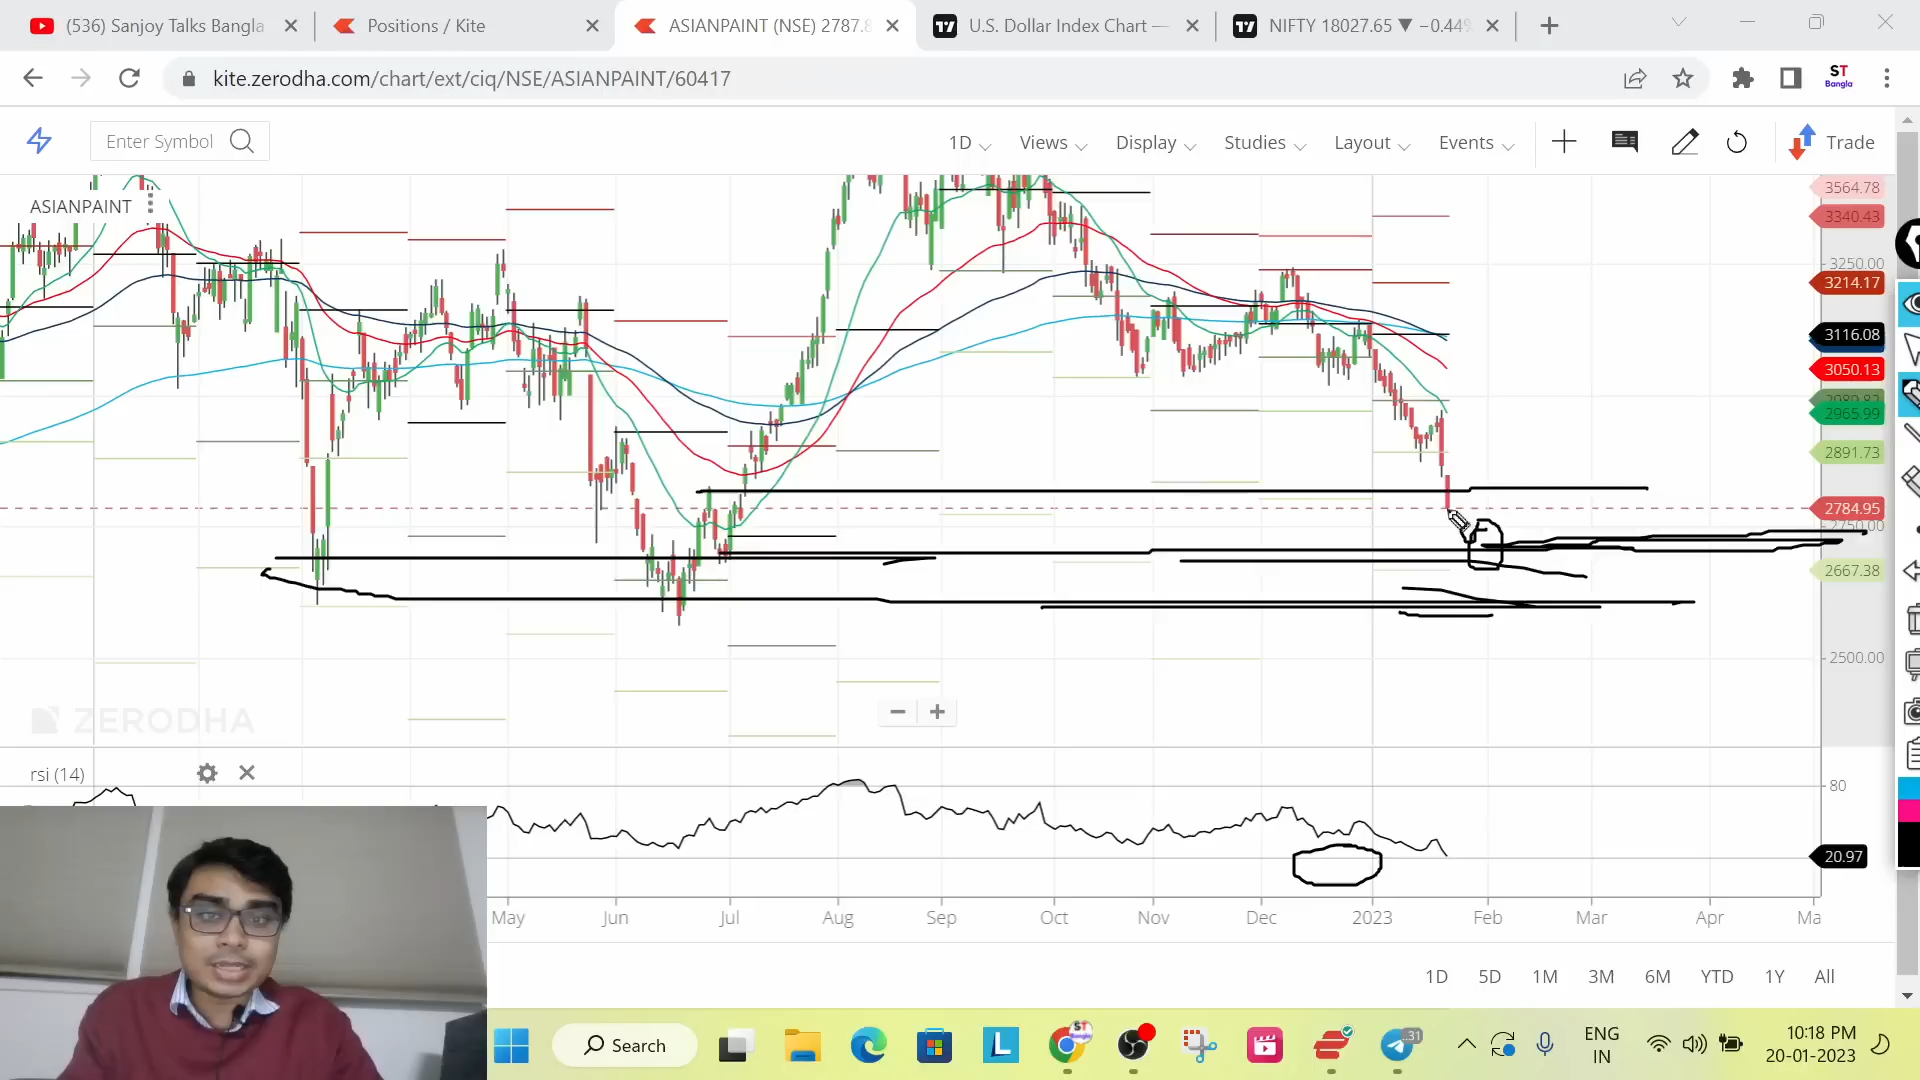 (536) Sanjoy Talks Bangla
Positions / Kite
ASIANPAINT (NSE) 2787.8
U.S. Dollar Index Chart —
NIFTY 18027.65 ▼ −0.44%
kite.zerodha.com/chart/ext/ciq/NSE/ASIANPAINT/60417
ST
Bangla
Enter Symbol
1D
Views
Display
Studies
Layout
Events
Trade
ASIANPAINT
3564.78
3340.43
3250.00
3214.17
3116.08
3050.13
2965.99
2891.73
2784.95
2750.00
2667.38
2500.00
ZERODHA
rsi (14)
80
20.97
May
Jun
Jul
Aug
Sep
Oct
Nov
Dec
2023
Feb
Mar
Apr
Ma
1D
5D
1M
3M
6M
YTD
1Y
All
Search
L
ST
31
ENG
IN
10:18 PM
20-01-2023